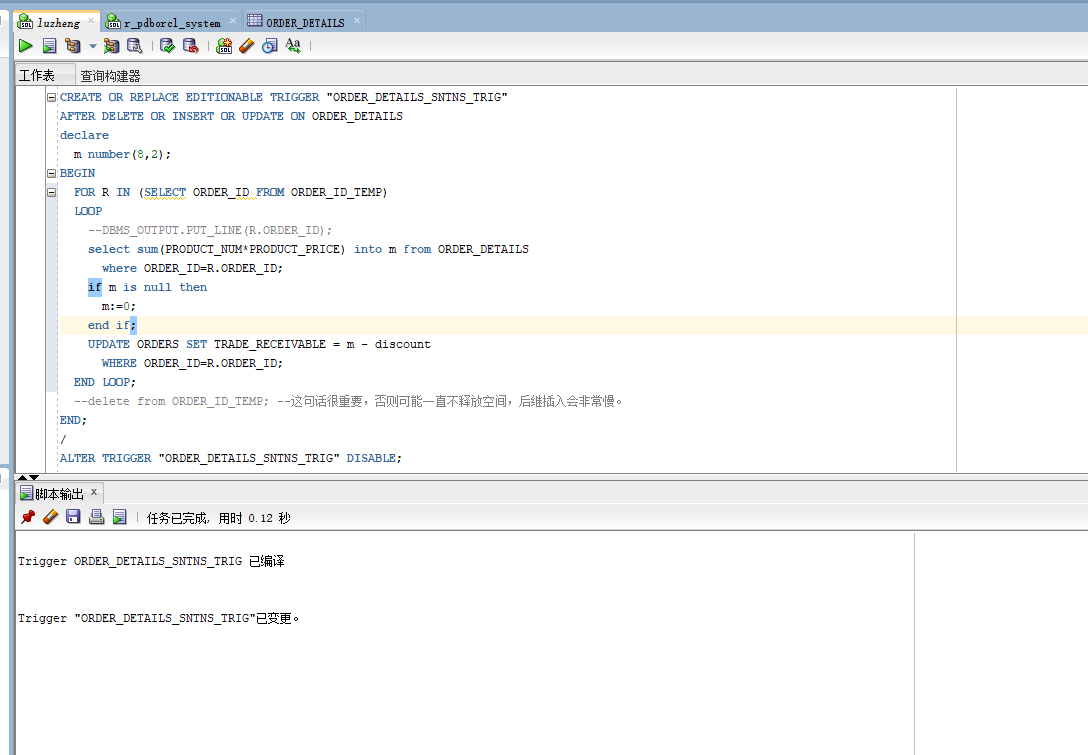 luzheng r_pdborcl_system ORDER_DETAILS
工作表 查询构建器
CREATE OR REPLACE EDITIONABLE TRIGGER "ORDER_DETAILS_SNTNS_TRIG"
AFTER DELETE OR INSERT OR UPDATE ON ORDER_DETAILS
declare
m number(8,2);
BEGIN
FOR R IN (SELECT ORDER_ID FROM ORDER_ID_TEMP)
LOOP
--DBMS_OUTPUT.PUT_LINE(R.ORDER_ID);
select sum(PRODUCT_NUM*PRODUCT_PRICE) into m from ORDER_DETAILS
where ORDER_ID=R.ORDER_ID;
if m is null then
m:=0;
end if;
UPDATE ORDERS SET TRADE_RECEIVABLE = m - discount
WHERE ORDER_ID=R.ORDER_ID;
END LOOP;
--delete from ORDER_ID_TEMP; --这句话很重要，否则可能一直不释放空间，后继插入会非常慢。
END;
/
ALTER TRIGGER "ORDER_DETAILS_SNTNS_TRIG" DISABLE;
脚本输出
任务已完成, 用时 0.12 秒
Trigger ORDER_DETAILS_SNTNS_TRIG 已编译
Trigger "ORDER_DETAILS_SNTNS_TRIG"已变更。